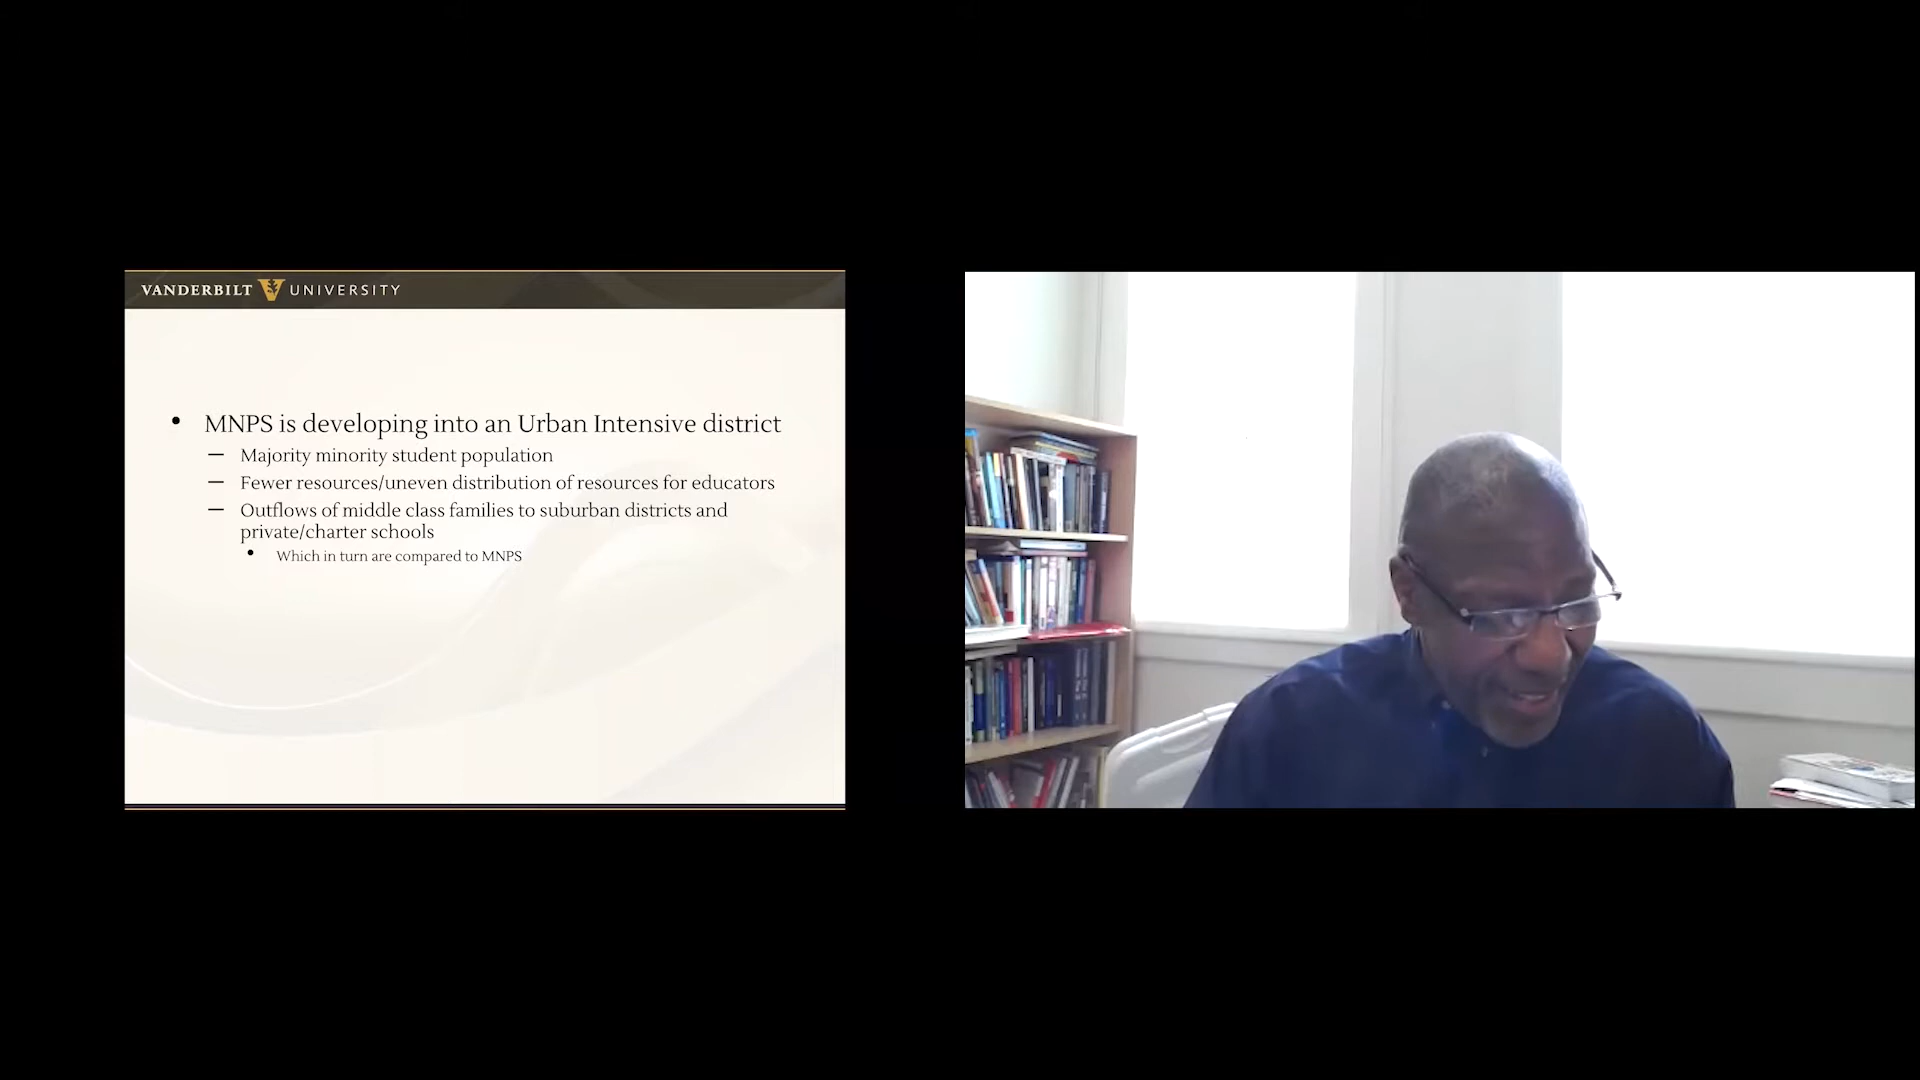 VANDERBILT UNIVERSITY
• MNPS is developing into an Urban Intensive district
— Majority minority student population
— Fewer resources/uneven distribution of resources for educators
— Outflows of middle class families to suburban districts and
private/charter schools
• Which in turn are compared to MNPS